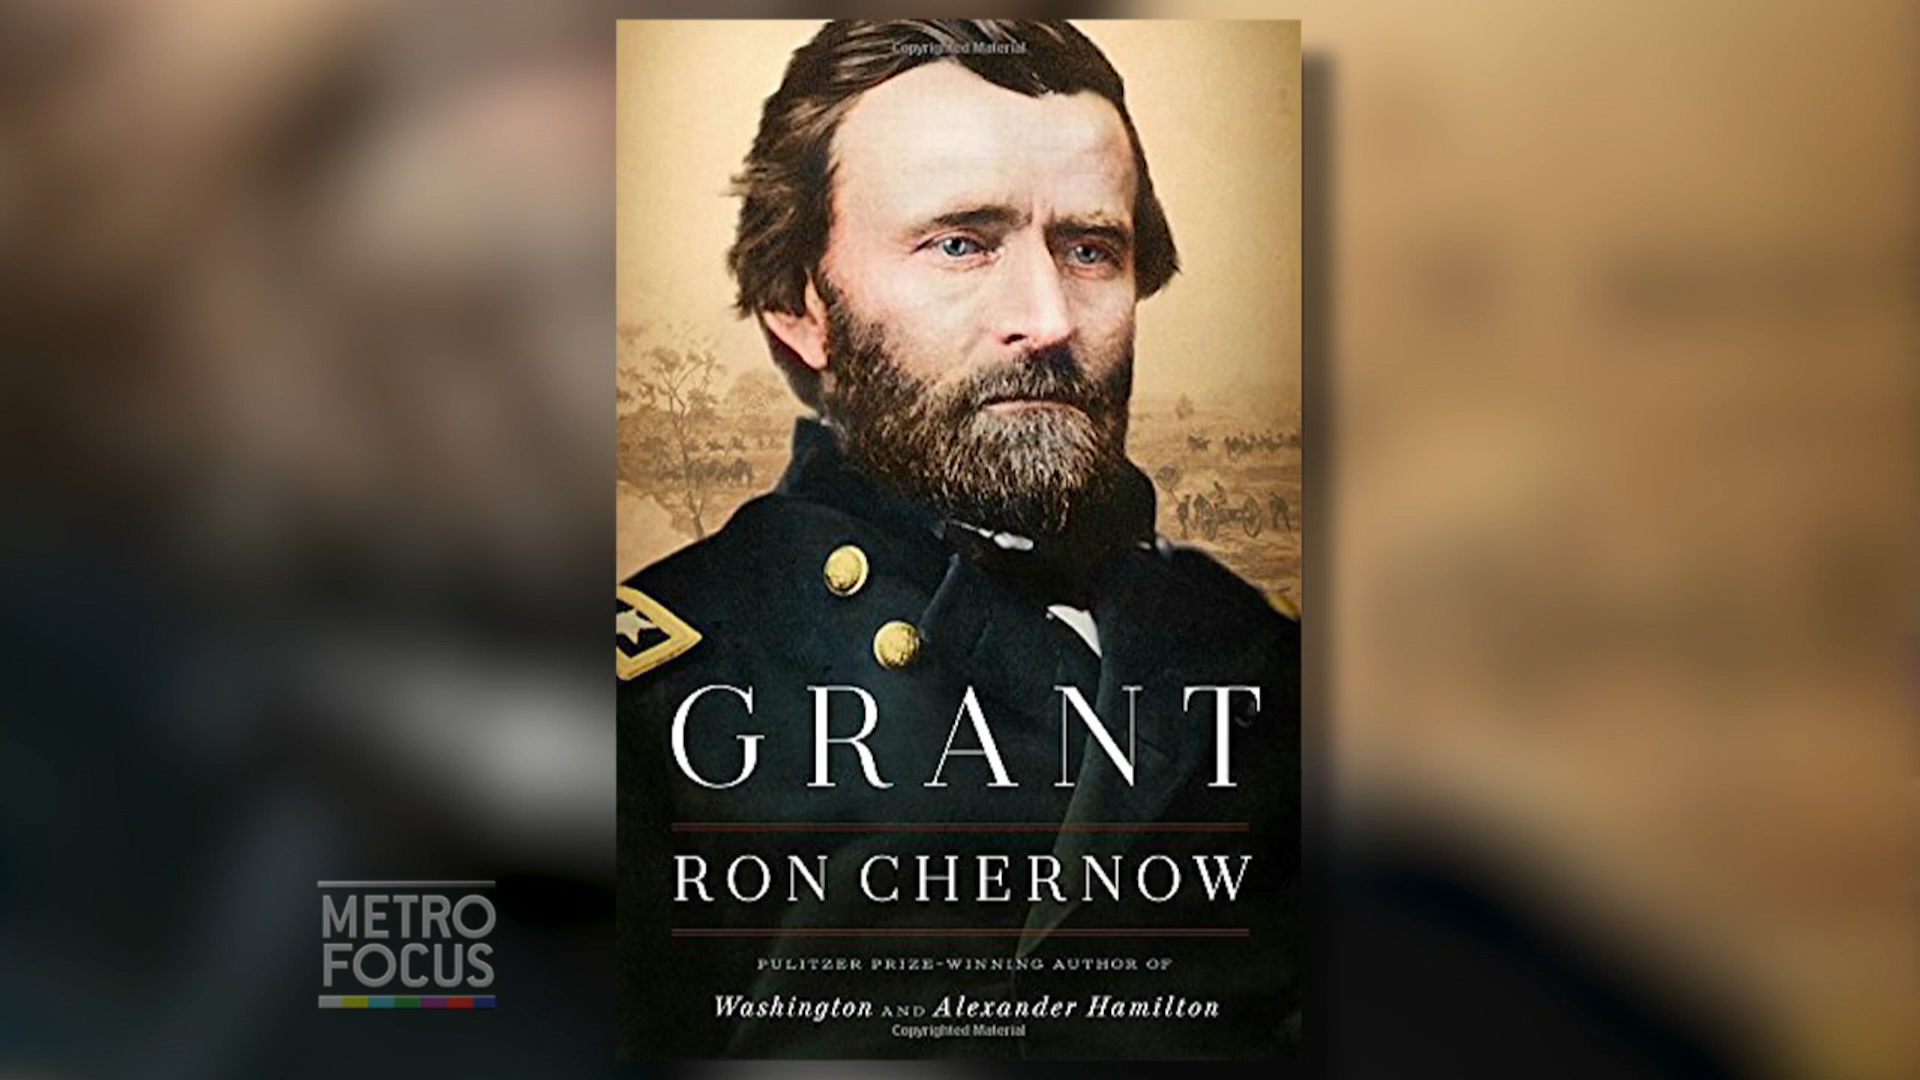 Copyrighted Material
GRANT
RON CHERNOW
PULITZER PRIZE-WINNING AUTHOR OF
Washington AND Alexander Hamilton
Copyrighted Material
METRO
FOCUS